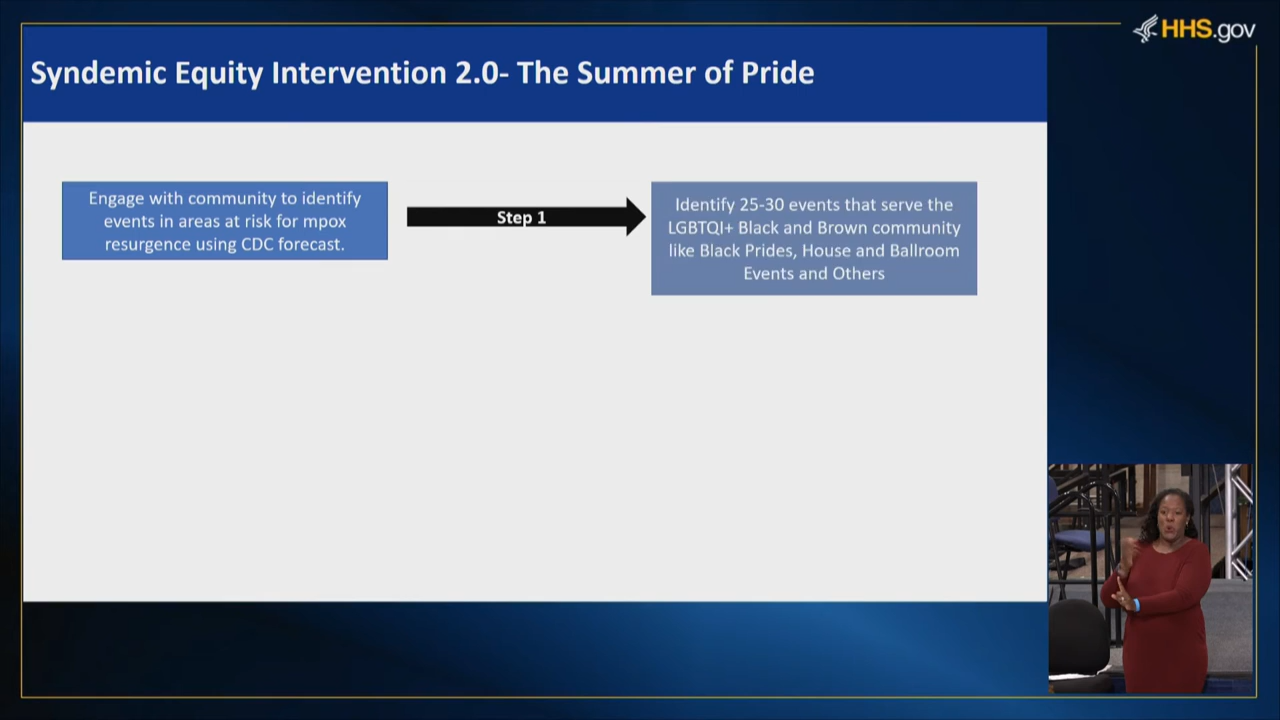 HHS.gov
Syndemic Equity Intervention 2.0- The Summer of Pride
Engage with community to identify
events in areas at risk for mpox
resurgence using CDC forecast.
Step 1
Identify 25-30 events that serve the
LGBTQI+ Black and Brown community
like Black Prides, House and Ballroom
Events and Others